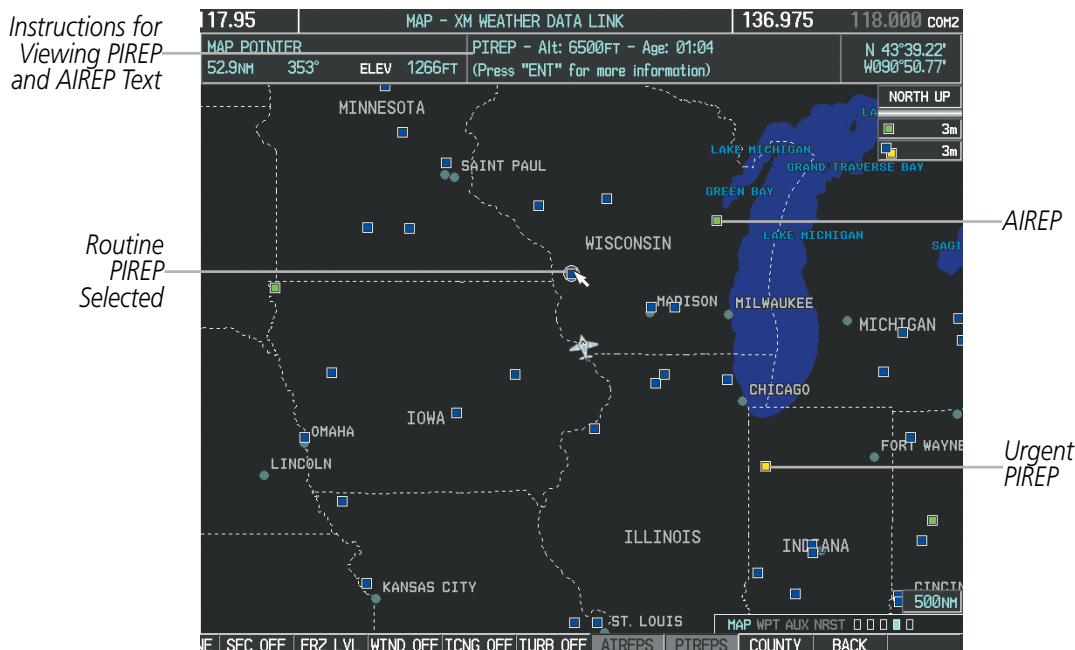 Instructions for
Viewing PIREP
and AIREP Text
117.95
MAP – XM WEATHER DATA LINK
136.975
118.000 COM2
MAP POINTER
52.9NM 353° ELEV 1266FT
PIREP – Alt: 6500FT – Age: 01:04
(Press "ENT" for more information)
N 43°39.22'
W090°50.77'
NORTH UP
3m
3m
MINNESOTA
LAKE MICHIGAN
GRAND TRAVERSE BAY
SAINT PAUL
GREEN BAY
AIREP
LAKE MICHIGAN
WISCONSIN
SAGI
Routine
PIREP
Selected
MADISON
MILWAUKEE
MICHIGAN
CHICAGO
IOWA
OMAHA
FORT WAYNE
LINCOLN
Urgent
PIREP
ILLINOIS
INDIANA
KANSAS CITY
CINCIN
500NM
ST. LOUIS
MAP WPT AUX NRST
SEC OFF
FRZ LVL
WIND OFF
TCNG OFF
TURB OFF
AIREPS
PIREPS
COUNTY
BACK